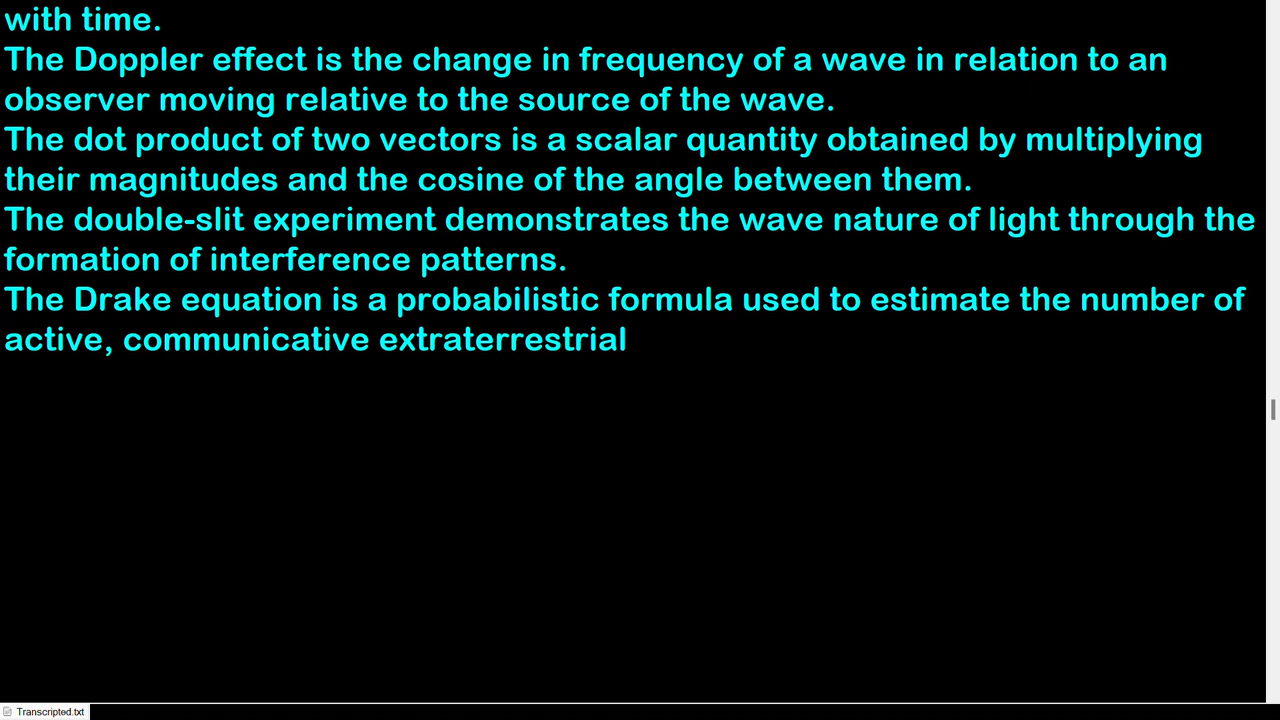 with time.
The Doppler effect is the change in frequency of a wave in relation to an
observer moving relative to the source of the wave.
The dot product of two vectors is a scalar quantity obtained by multiplying
their magnitudes and the cosine of the angle between them.
The double-slit experiment demonstrates the wave nature of light through the
formation of interference patterns.
The Drake equation is a probabilistic formula used to estimate the number of
active, communicative extraterrestrial
Transcripted.txt